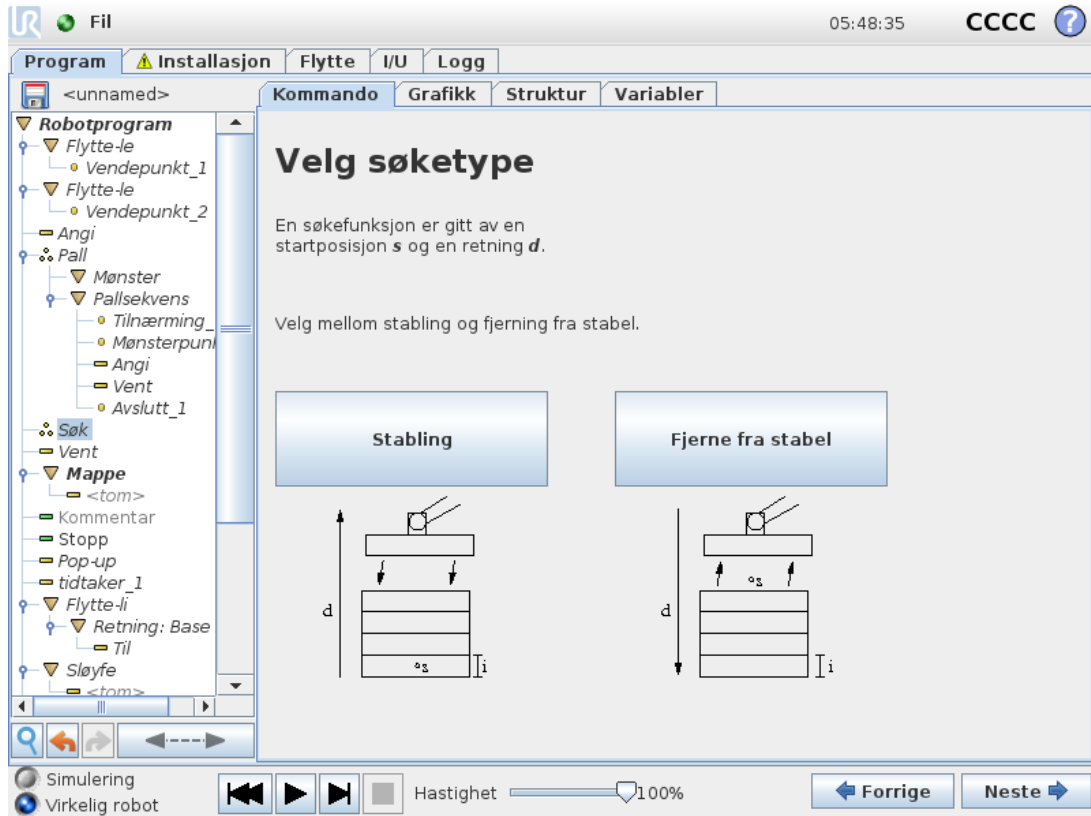 UR
Fil
05:48:35
CCCC
?
Program
Installasjon
Flytte
I/U
Logg
<unnamed>
Kommando
Grafikk
Struktur
Variabler
Robotprogram
Flytte-le
Vendepunkt_1
Flytte-le
Vendepunkt_2
Angi
Pall
Mønster
Pallsekvens
Tilnærming_
Mønsterpunl
Angi
Vent
Avslutt_1
Søk
Vent
Mappe
<tom>
Kommentar
Stopp
Pop-up
tidtaker_1
Flytte-li
Retning: Base
Til
Sløyfe
<tom>
Velg søketype
En søkefunksjon er gitt av en
startposisjon s og en retning d.
Velg mellom stabling og fjerning fra stabel.
Stabling
Fjerne fra stabel
d
s
i
d
s
i
Simulering
Virkelig robot
Hastighet
100%
Forrige
Neste